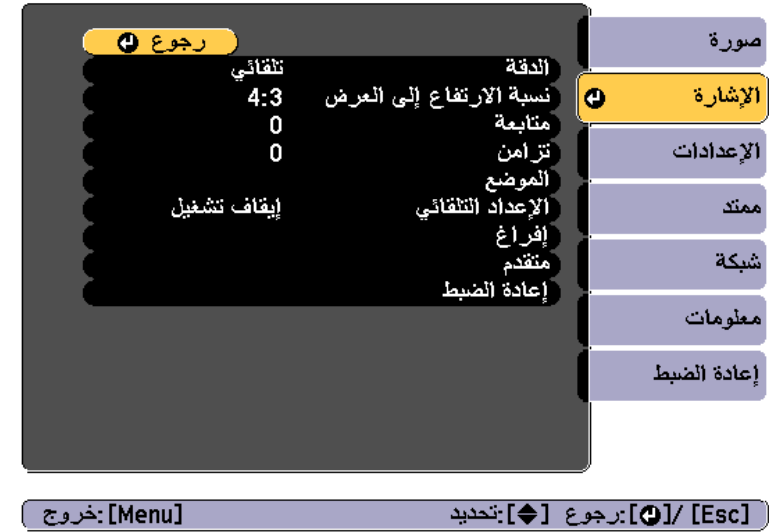 صورة
الإشارة
الإعدادات
ممتد
شبكة
معلومات
إعادة الضبط
رجوع
الدقة تلقائي
نسبة الارتفاع إلى العرض 4:3
متابعة 0
تزامن 0
الموضع
الإعداد التلقائي إيقاف تشغيل
إفراغ
متقدم
إعادة الضبط
[Esc] /[⏎]:رجوع [♦]:تحديد [Menu]:خروج